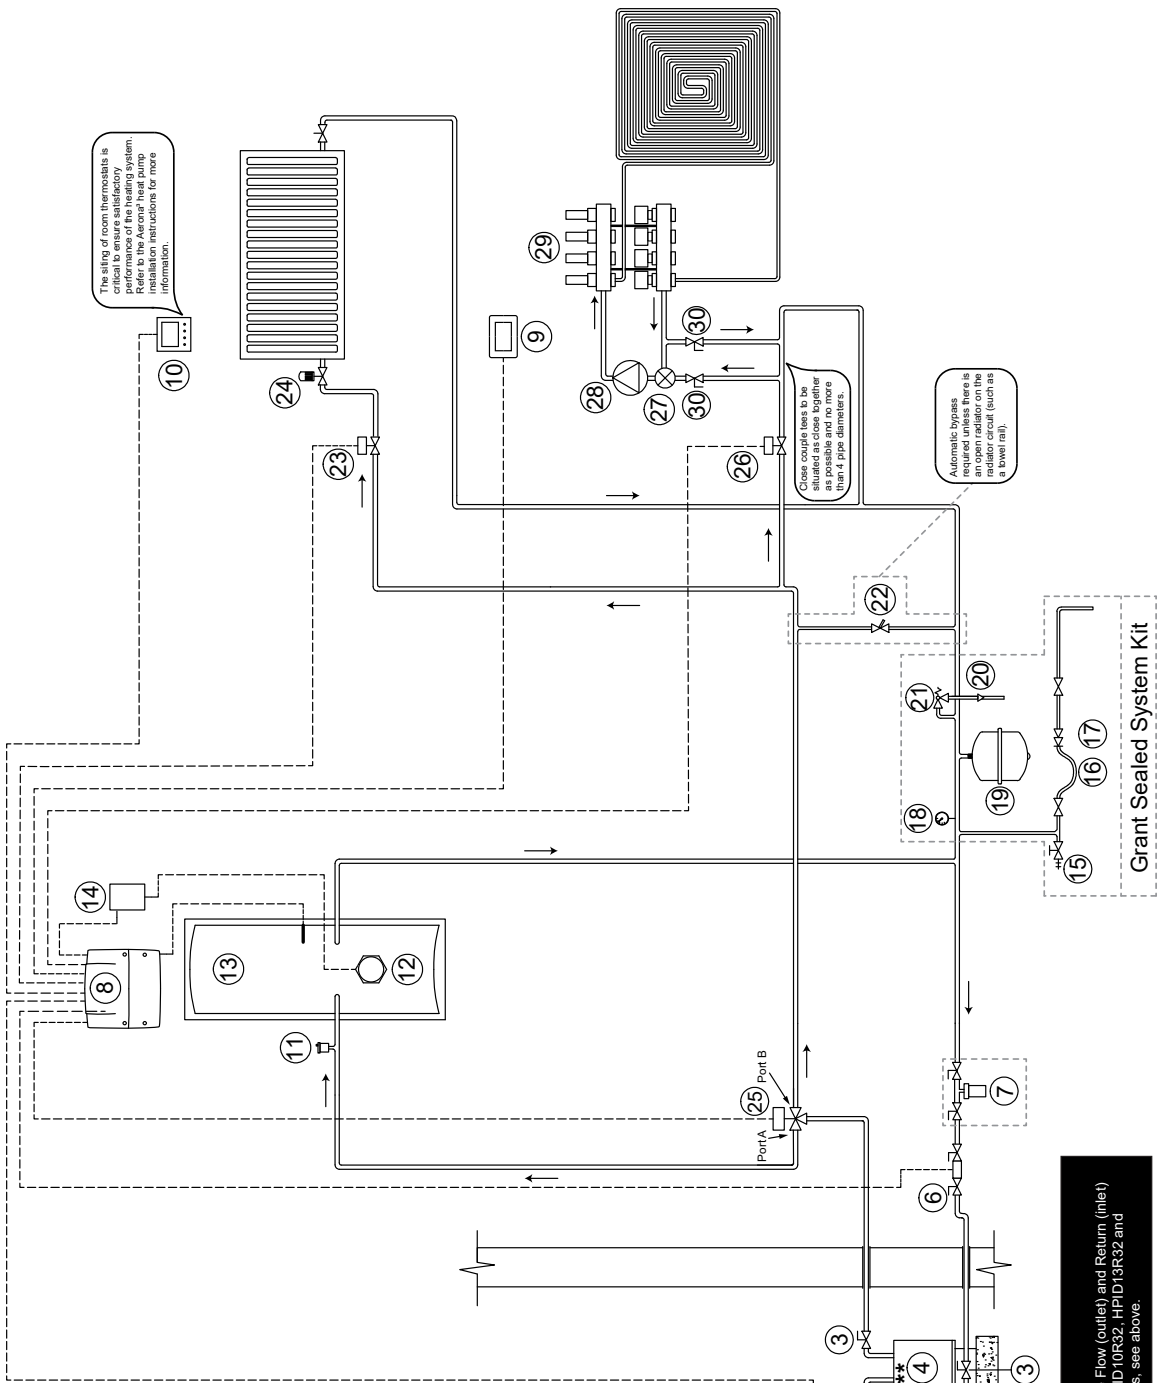 The siting of room thermostats is
critical to ensure satisfactory
performance of the heating system.
Refer to the Aerona³ heat pump
installation instructions for more
information.
10
24
23
9
29
28
27
30
30
26
Close couple tees to be
situated as close together
as possible and no more
than 4 pipe diameters.
Automatic bypass
required unless there is
an open radiator on the
radiator circuit (such as
a towel rail).
22
21
20
19
18
17
16
15
Grant Sealed System Kit
14
8
13
12
11
25
Port A
Port B
7
6
3
4
**
3
Flow (outlet) and Return (inlet)
ID10R32, HPID13R32 and
s, see above.